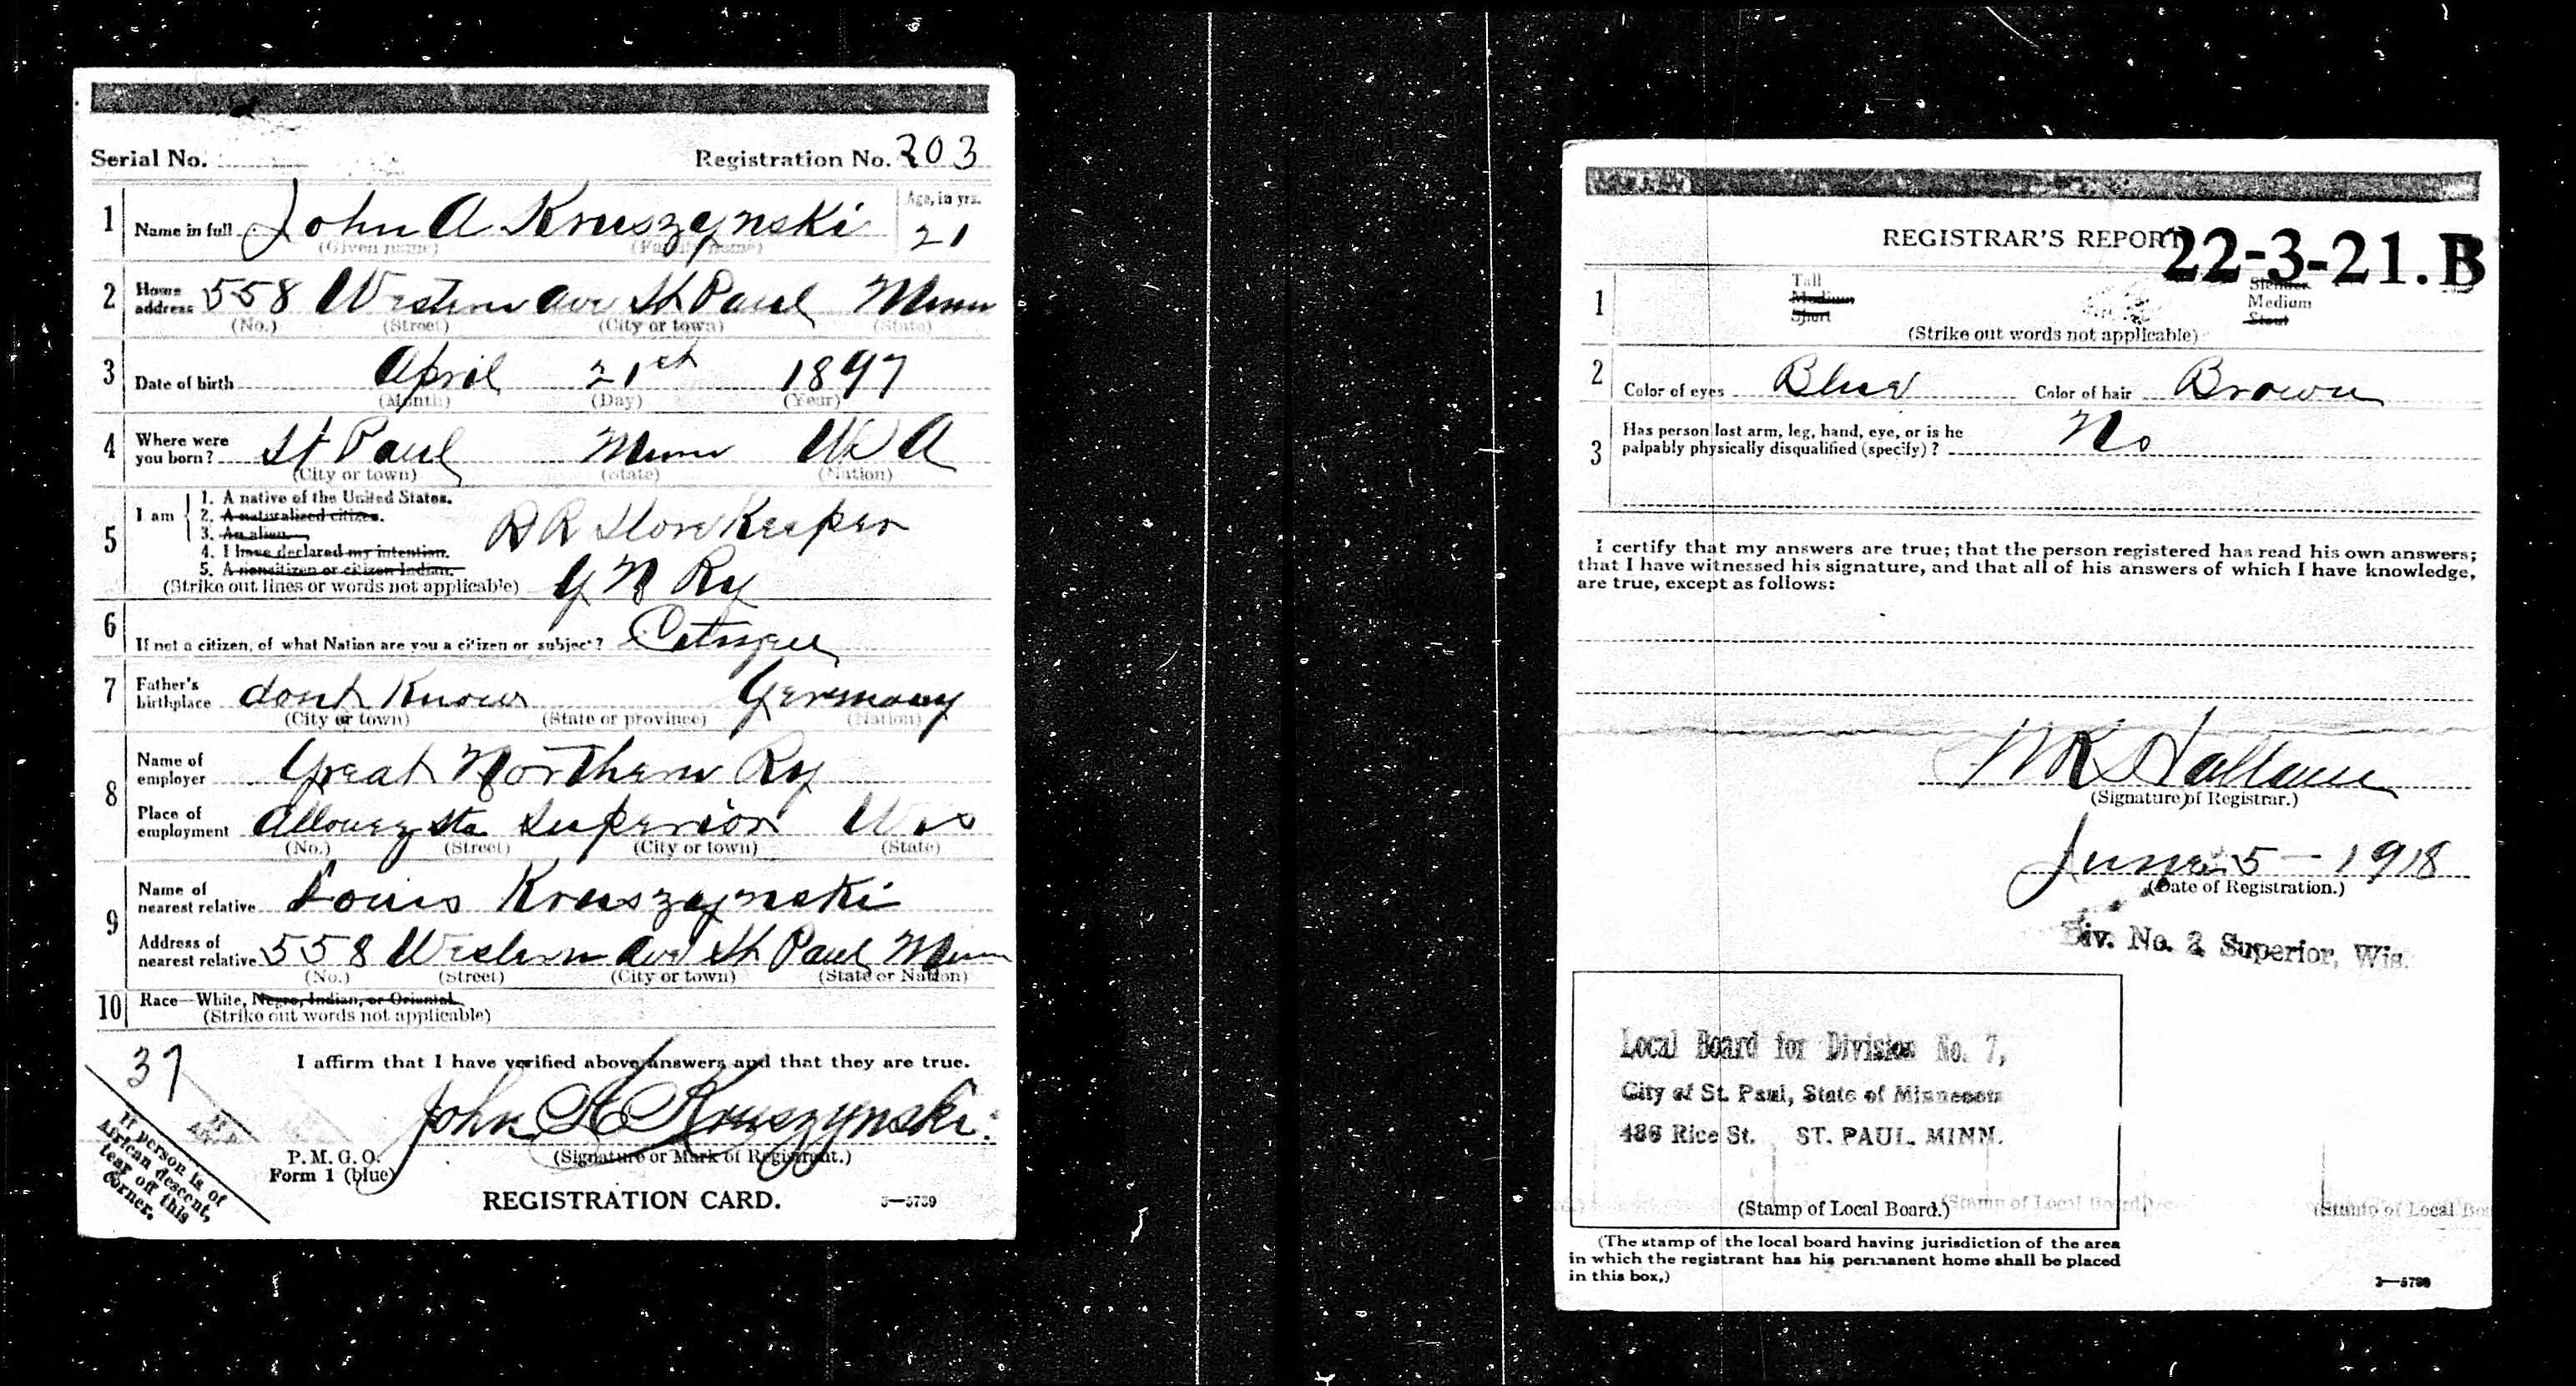 Serial No.
Registration No. 203
1 Name in full John A Kruszynski Age, in yrs. 21
(Given name) (Family name)
2 Home address 558 Western ave St Paul Minn
(No.) (Street) (City or town) (State)
3 Date of birth April 21st 1897
(Month) (Day) (Year)
4 Where were you born? St Paul Minn
(City or town) (State) (Nation)
5 I am
1. A native of the United States.
2. A naturalized citizen.
3. An alien.
4. I have declared my intention.
5. A noncitizen or citizen Indian.
(Strike out lines or words not applicable)
RR Store Keeper
G N Ry
6 If not a citizen, of what Nation are you a citizen or subject?
7 Father's birthplace dont Know Germany
(City or town) (State or province) (Nation)
8 Name of employer Great Northern Ry
Place of employment Allouez Sta Superior Wis
(No.) (Street) (City or town) (State)
9 Name of nearest relative Louis Kruszynski
Address of nearest relative 558 Western ave St Paul Minn
(No.) (Street) (City or town) (State or Nation)
10 Race—White, Negro, Indian, or Oriental.
(Strike out words not applicable)
37
I affirm that I have verified above answers and that they are true.
John A Kruszynski.
(Signature or Mark of Registrant.)
P. M. G. O.
Form 1 (blue)
REGISTRATION CARD.
3—5739
If person is of
African descent,
tear off this
corner.
REGISTRAR'S REPORT
22-3-21. B
1 Tall
Medium
Short
Slender
Medium
Stout
(Strike out words not applicable)
2 Color of eyes Blue Color of hair Brown
3 Has person lost arm, leg, hand, eye, or is he
palpably physically disqualified (specify)? No
I certify that my answers are true; that the person registered has read his own answers;
that I have witnessed his signature, and that all of his answers of which I have knowledge,
are true, except as follows:
(Signature of Registrar.)
June 5 - 1918
(Date of Registration.)
Div. No. 2, Superior, Wis.
Local Board for Division No. 7,
City of St. Paul, State of Minnesota
486 Rice St. ST. PAUL, MINN.
(Stamp of Local Board.)
(The stamp of the local board having jurisdiction of the area
in which the registrant has his permanent home shall be placed
in this box.)
3—5739